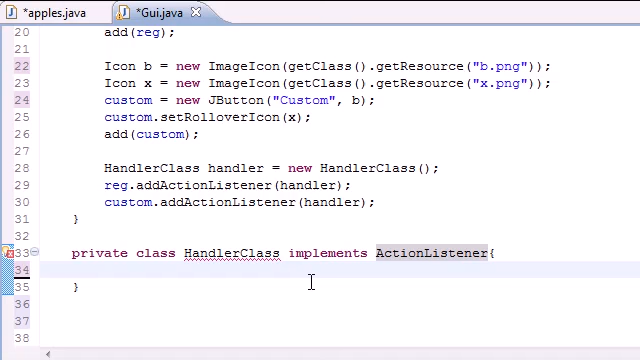 *apples.java *Gui.java
20 add(reg);
21
22 Icon b = new ImageIcon(getClass().getResource("b.png"));
23 Icon x = new ImageIcon(getClass().getResource("x.png"));
24 custom = new JButton("Custom", b);
25 custom.setRolloverIcon(x);
26 add(custom);
27
28 HandlerClass handler = new HandlerClass();
29 reg.addActionListener(handler);
30 custom.addActionListener(handler);
31 }
32
33 private class HandlerClass implements ActionListener{
34
35 }
36
37
38